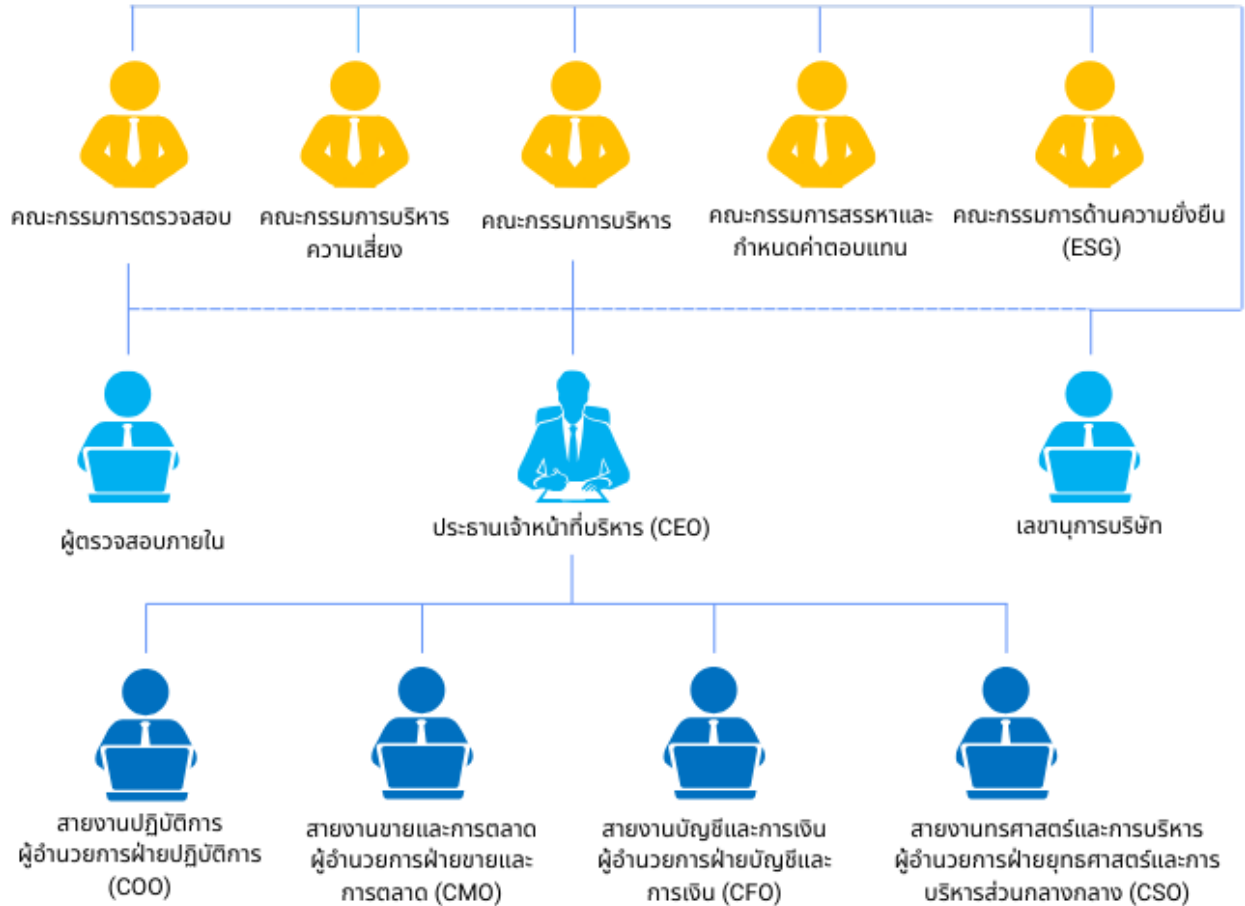 คณะกรรมการตรวจสอบ
คณะกรรมการบริหาร
ความเสี่ยง
คณะกรรมการบริหาร
คณะกรรมการสรรหาและ
กำหนดค่าตอบแทน
คณะกรรมการด้านความยั่งยืน
(ESG)
ผู้ตรวจสอบภายใน
ประธานเจ้าหน้าที่บริหาร (CEO)
เลขานุการบริษัท
สายงานปฏิบัติการ
ผู้อำนวยการฝ่ายปฏิบัติการ
(COO)
สายงานขายและการตลาด
ผู้อำนวยการฝ่ายขายและ
การตลาด (CMO)
สายงานบัญชีและการเงิน
ผู้อำนวยการฝ่ายบัญชีและ
การเงิน (CFO)
สายงานทรศาสตร์และการบริหาร
ผู้อำนวยการฝ่ายยุทธศาสตร์และการ
บริหารส่วนกลางกลาง (CSO)